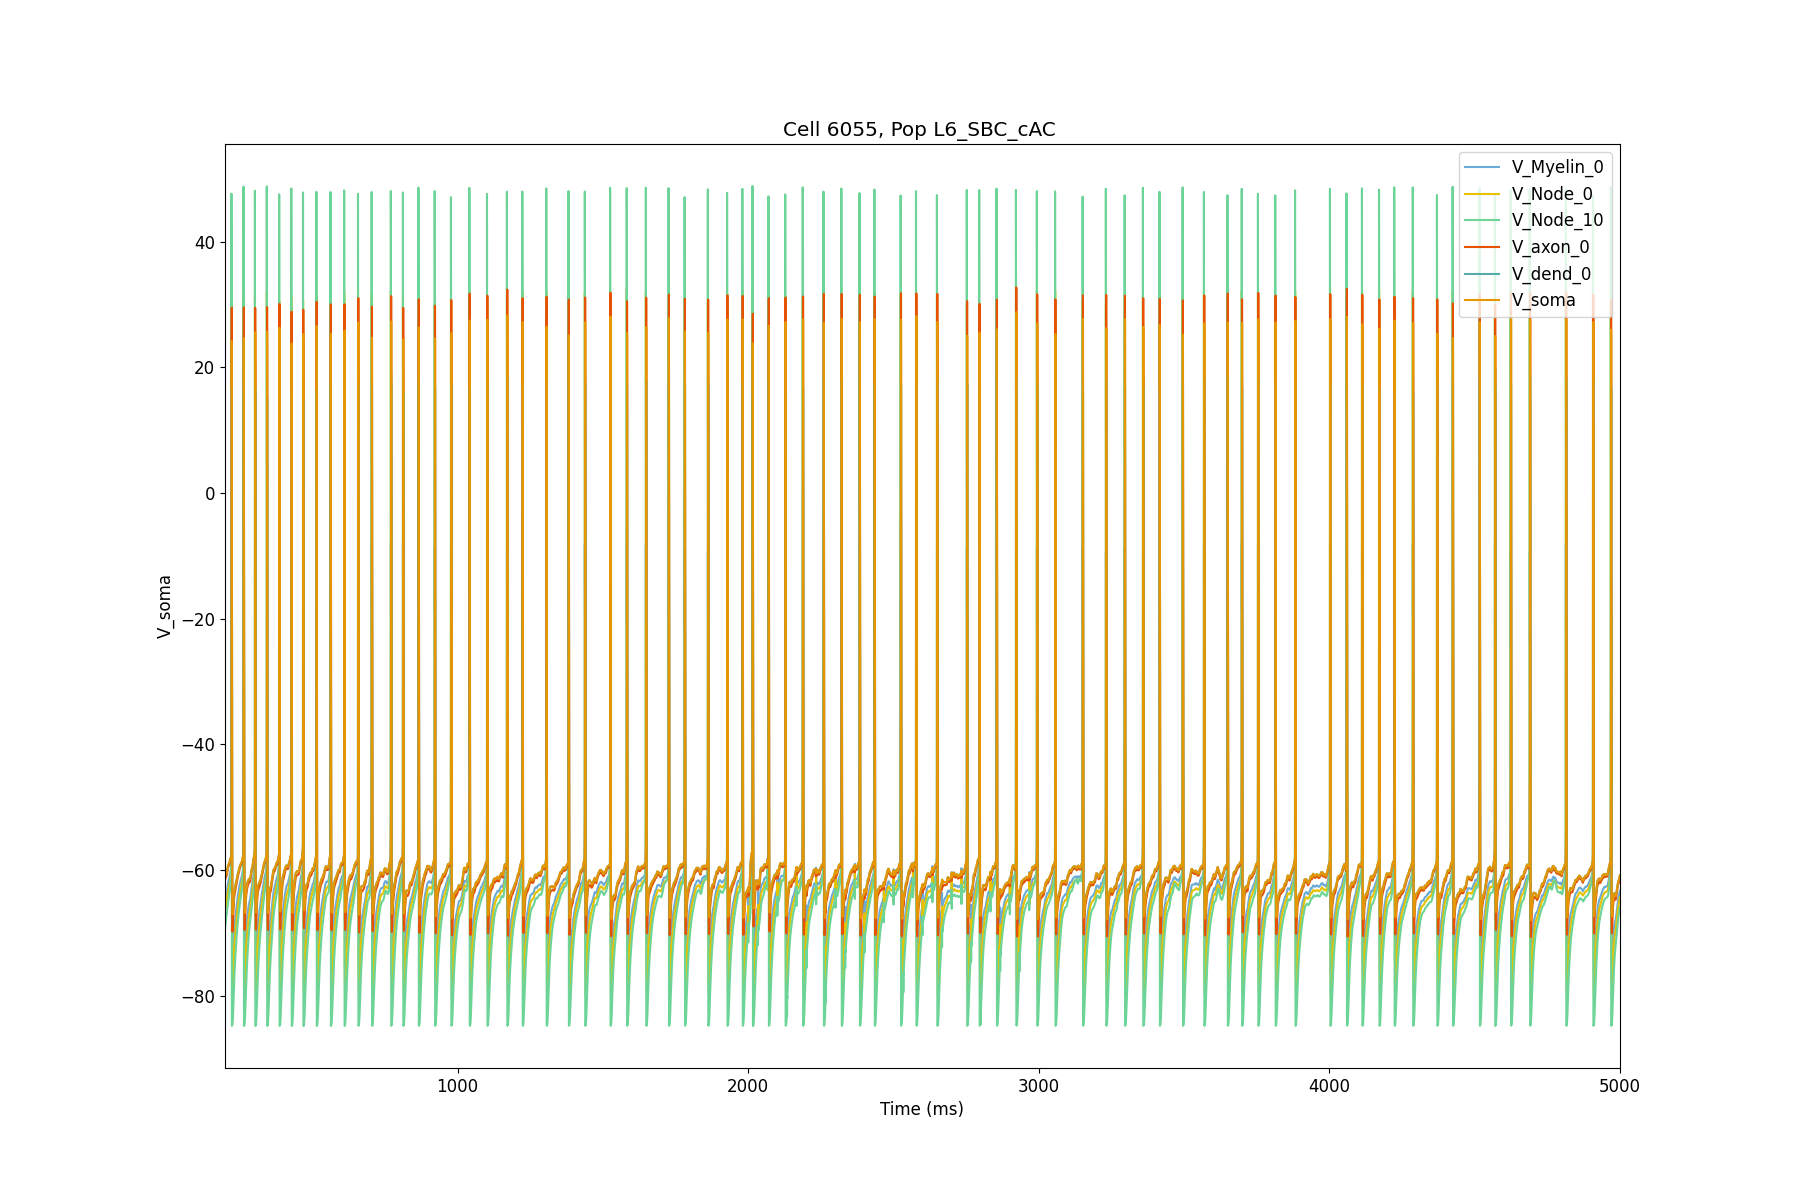 Cell 6055, Pop L6_SBC_cAC
V_Myelin_0
V_Node_0
V_Node_10
V_axon_0
V_dend_0
V_soma
40
20
0
−20
−40
−60
−80
V_soma
1000
2000
3000
4000
5000
Time (ms)